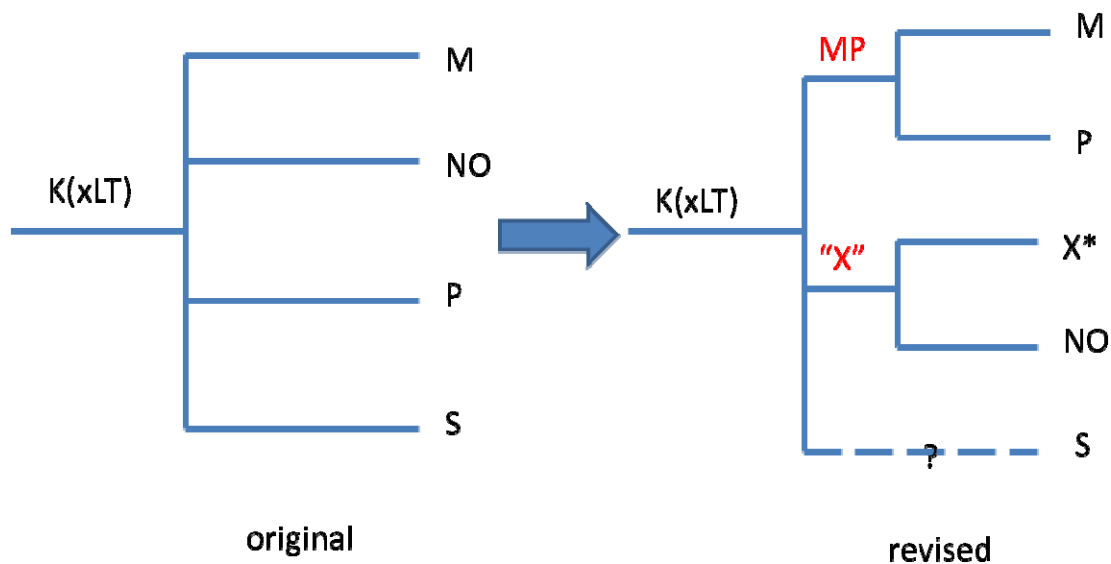 M
NO
K(xLT)
P
S
original
M
MP
P
K(xLT)
X*
“X”
NO
?
S
revised